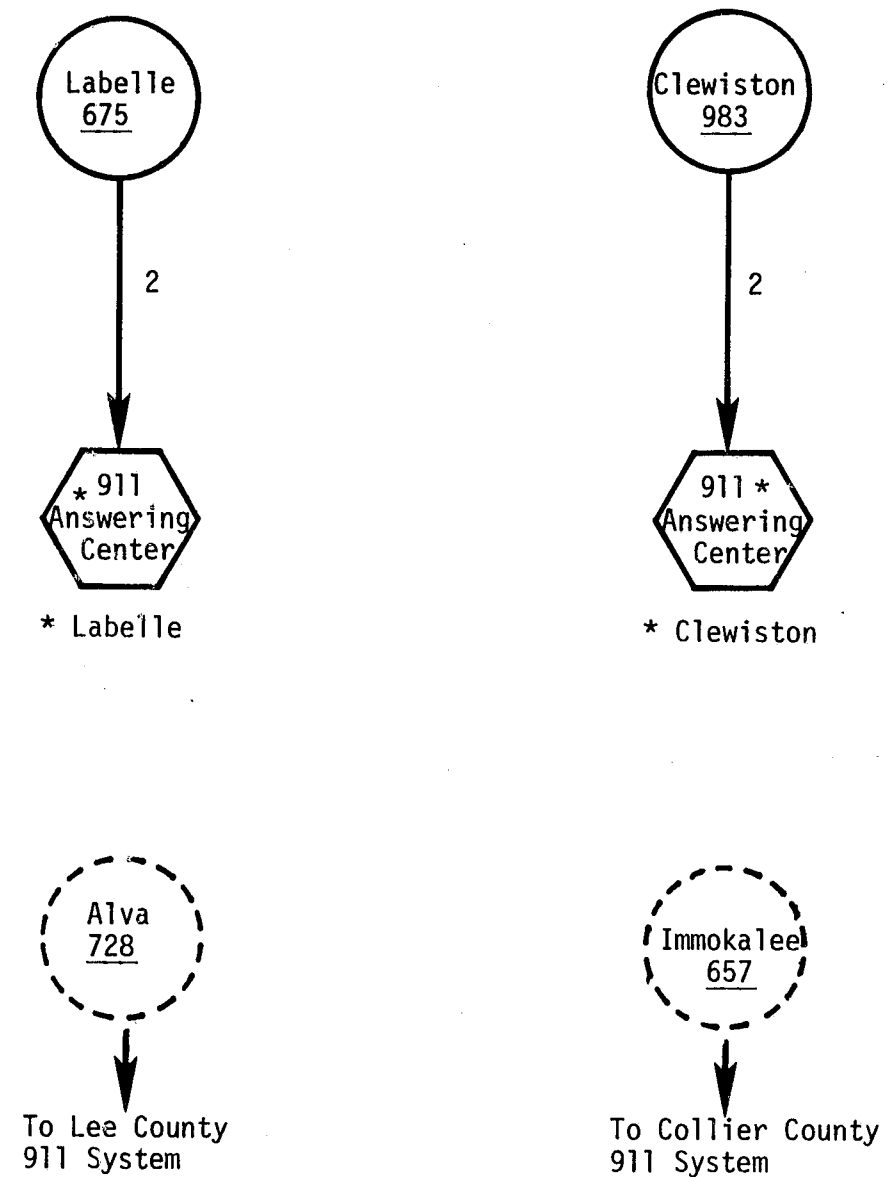 Labelle
675
Clewiston
983
2
2
* 911
Answering
Center
911 *
Answering
Center
* Labelle
* Clewiston
Alva
728
Immokalee
657
To Lee County
911 System
To Collier County
911 System